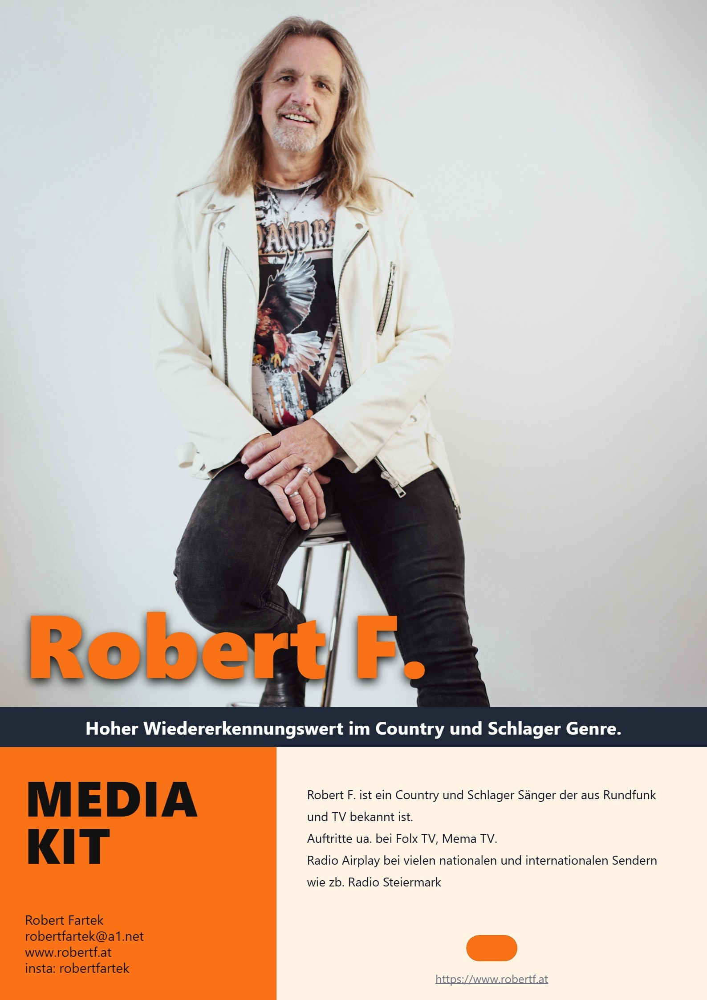 AND BA
Robert F.
Hoher Wiedererkennungswert im Country und Schlager Genre.
MEDIA
KIT
Robert Fartek
robertfartek@a1.net
www.robertf.at
insta: robertfartek
Robert F. ist ein Country und Schlager Sänger der aus Rundfunk
und TV bekannt ist.
Auftritte ua. bei Folx TV, Mema TV.
Radio Airplay bei vielen nationalen und internationalen Sendern
wie zb. Radio Steiermark
https://www.robertf.at